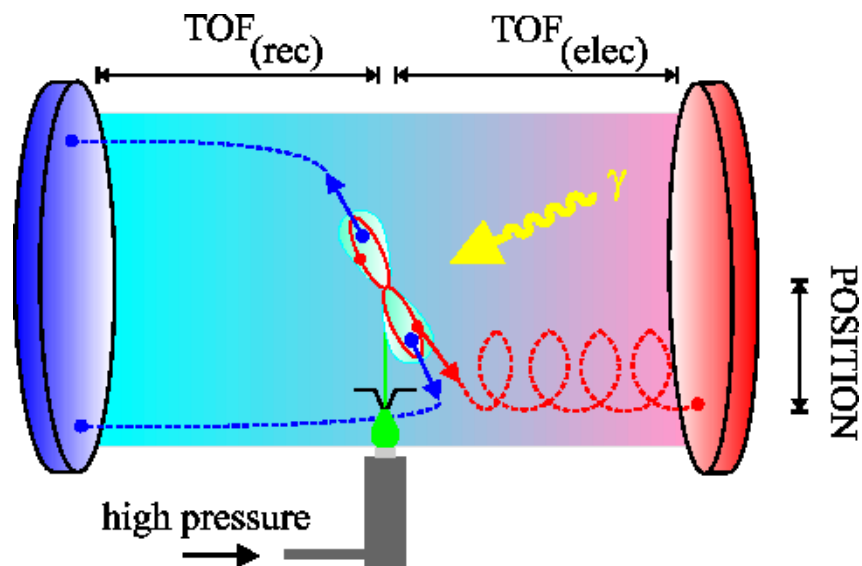 TOF(rec)
TOF(elec)
γ
POSITION
high pressure